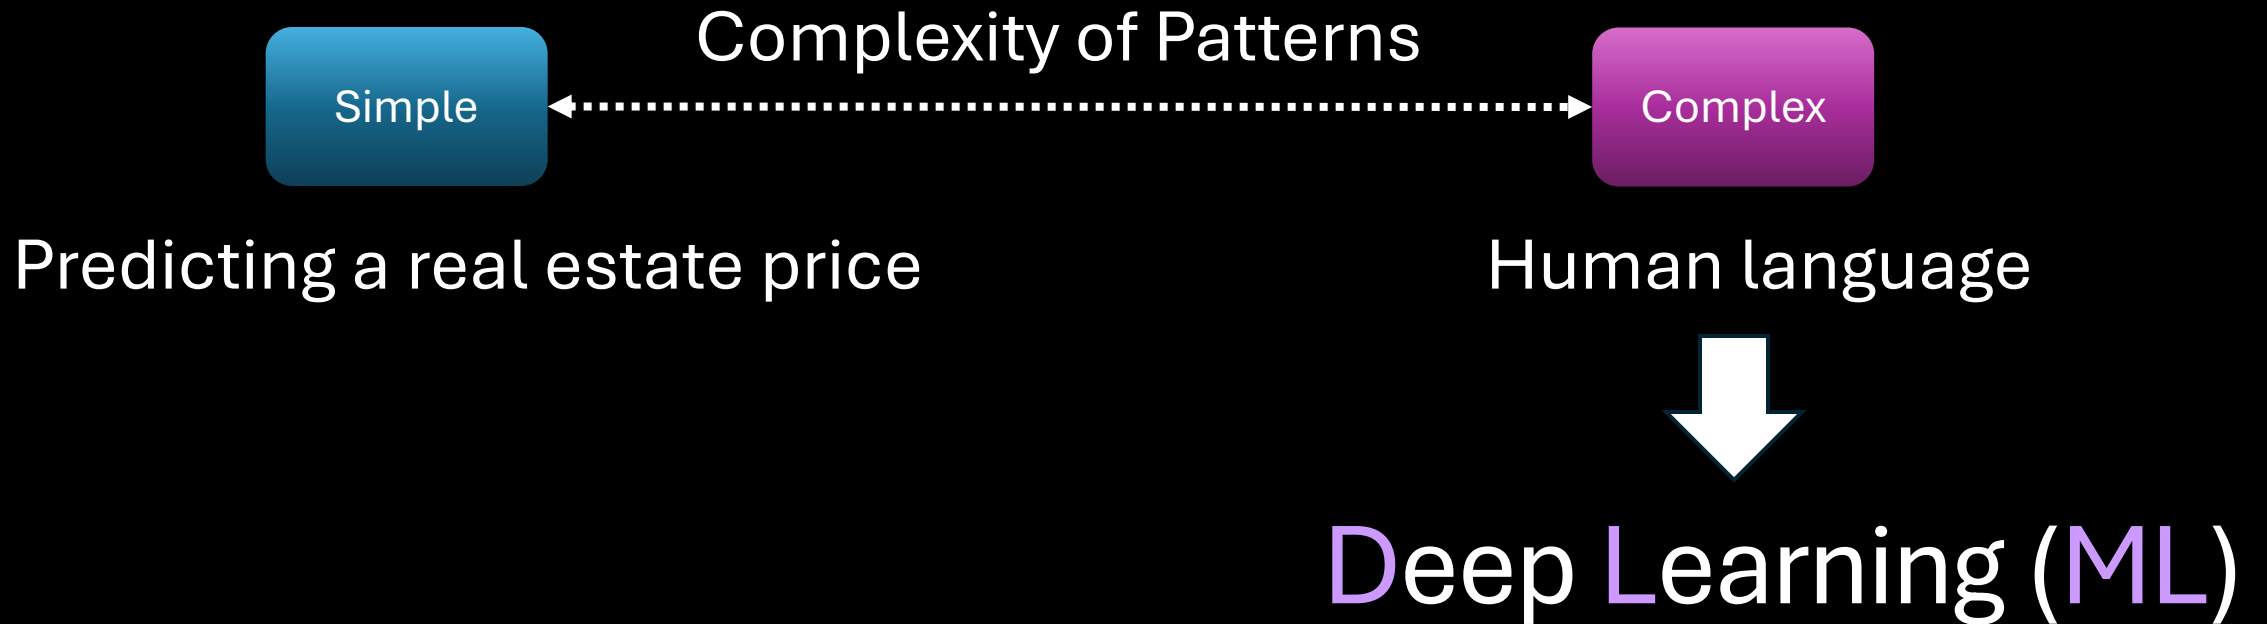 Complexity of Patterns
Simple
Complex
Predicting a real estate price
Human language
Deep Learning (ML)